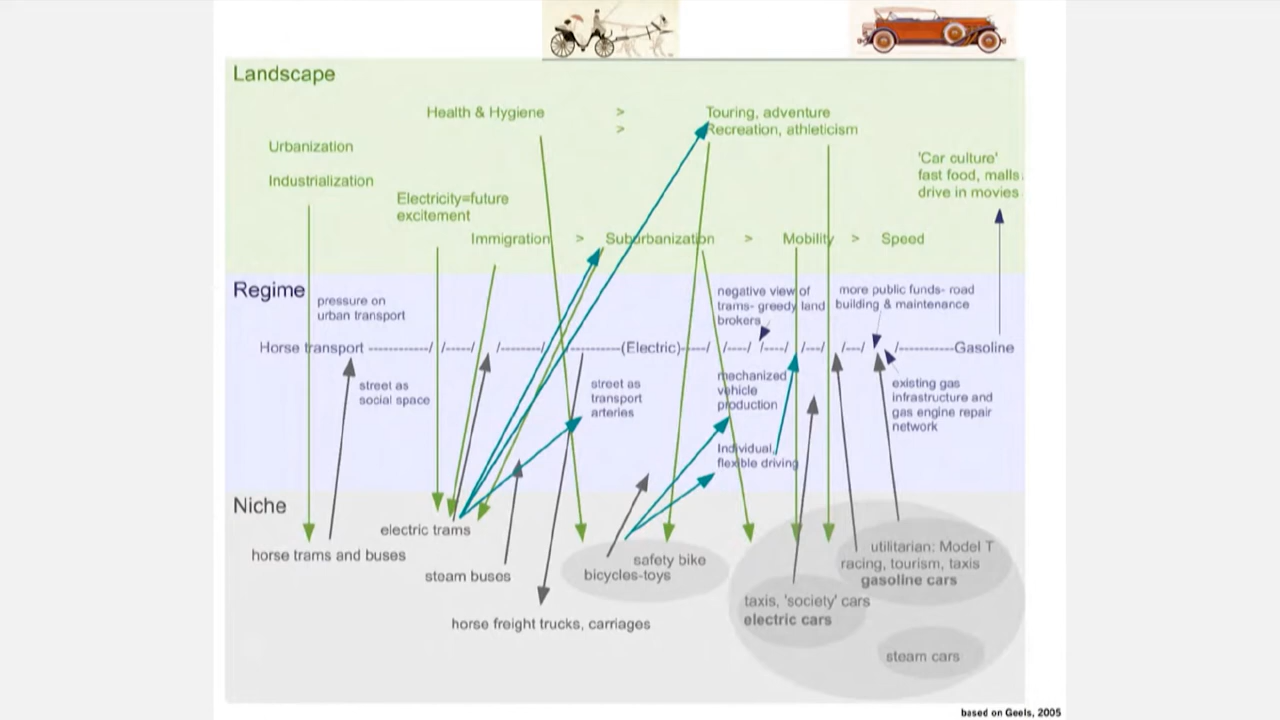 Landscape
Health & Hygiene > Touring, adventure
> Recreation, athleticism
Urbanization
'Car culture'
fast food, malls.
drive in movies
Industrialization
Electricity=future
excitement
Immigration > Suburbanization > Mobility > Speed
Regime
pressure on
urban transport
negative view of
trams- greedy land
brokers
more public funds- road
building & maintenance
Horse transport ------------/ /----/ /--------/ ---------(Electric)-----/ /----/ /----/ /----/ /----/ /-----------Gasoline
street as
social space
street as
transport
arteries
mechanized
vehicle
production
existing gas
infrastructure and
gas engine repair
network
Individual,
flexible driving
Niche
electric trams
horse trams and buses
steam buses
horse freight trucks, carriages
safety bike
bicycles-toys
utilitarian: Model T
racing, tourism, taxis
gasoline cars
taxis, 'society' cars
electric cars
steam cars
based on Geels, 2005